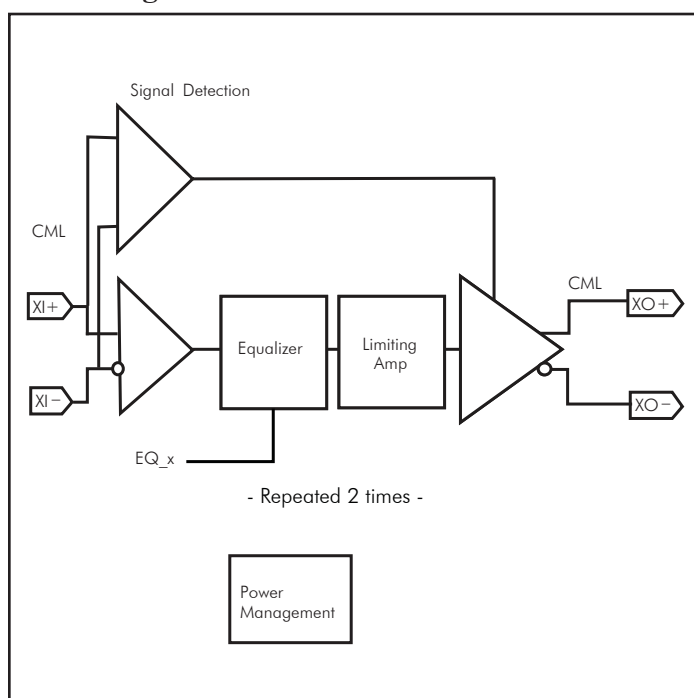 Signal Detection
CML
XI+
XI−
Equalizer
Limiting
Amp
CML
XO+
XO−
EQ_x
- Repeated 2 times -
Power
Management